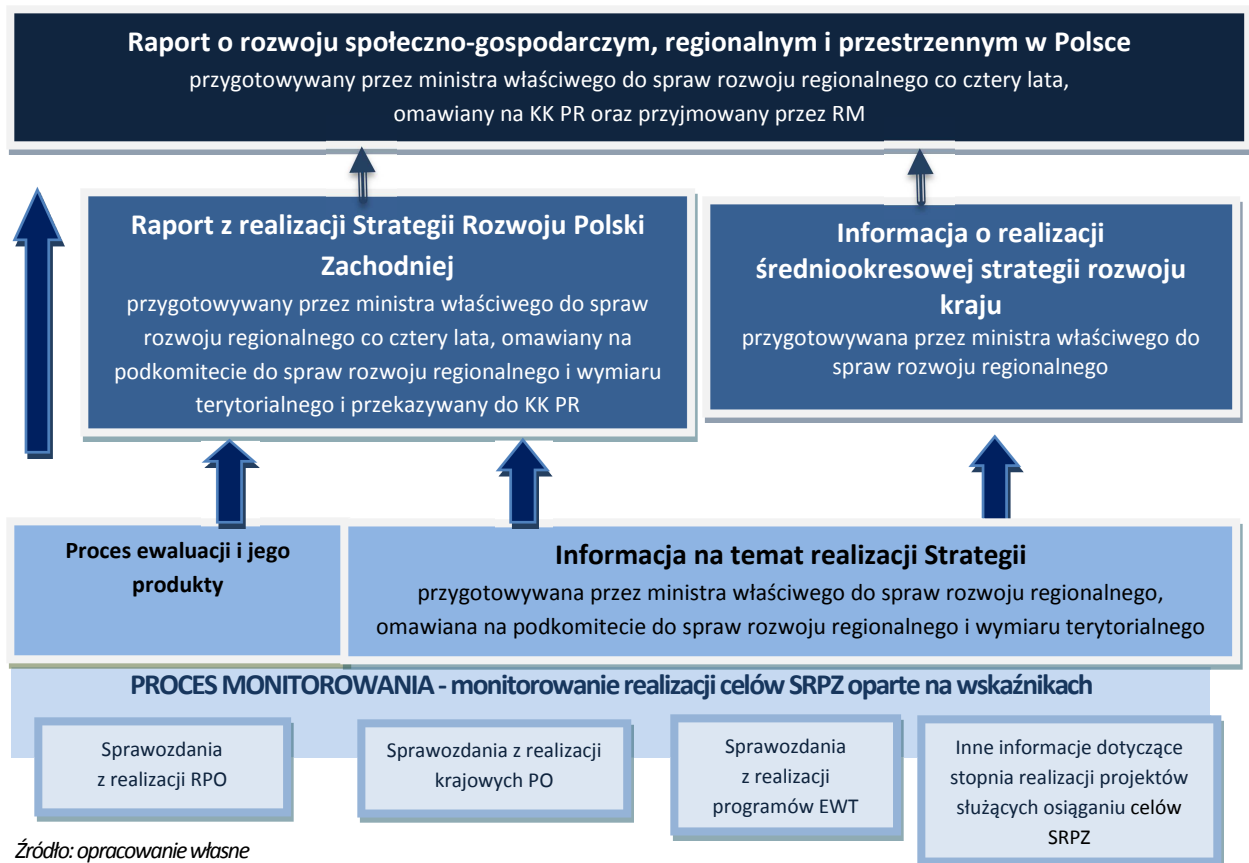 Raport o rozwoju społeczno-gospodarczym, regionalnym i przestrzennym w Polsce
przygotowywany przez ministra właściwego do spraw rozwoju regionalnego co cztery lata,
omawiany na KK PR oraz przyjmowany przez RM
Raport z realizacji Strategii Rozwoju Polski
Zachodniej
przygotowywany przez ministra właściwego do spraw
rozwoju regionalnego co cztery lata, omawiany na
podkomitecie do spraw rozwoju regionalnego i wymiaru
terytorialnego i przekazywany do KK PR
Informacja o realizacji
średniookresowej strategii rozwoju
kraju
przygotowywana przez ministra właściwego do
spraw rozwoju regionalnego
Proces ewaluacji i jego
produkty
Informacja na temat realizacji Strategii
przygotowywana przez ministra właściwego do spraw rozwoju regionalnego,
omawiana na podkomitecie do spraw rozwoju regionalnego i wymiaru terytorialnego
PROCES MONITOROWANIA - monitorowanie realizacji celów SRPZ oparte na wskaźnikach
Sprawozdania
z realizacji RPO
Sprawozdania z realizacji
krajowych PO
Sprawozdania
z realizacji
programów EWT
Inne informacje dotyczące
stopnia realizacji projektów
służących osiąganiu celów
SRPZ
Źródło: opracowanie własne